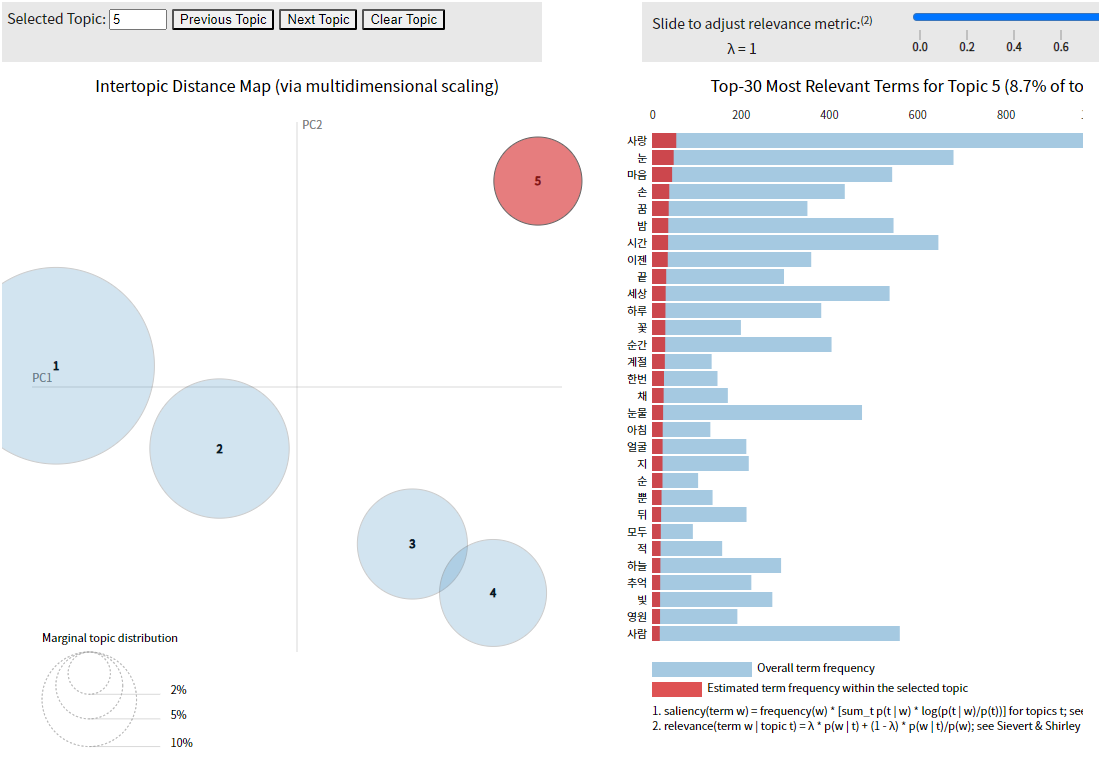 Selected Topic: 5 Previous Topic Next Topic Clear Topic
Slide to adjust relevance metric:(2)
λ = 1
0.0 0.2 0.4 0.6
Intertopic Distance Map (via multidimensional scaling)
PC2
PC1
5
1
2
3
4
Marginal topic distribution
2%
5%
10%
Top-30 Most Relevant Terms for Topic 5 (8.7% of to
0 200 400 600 800
사랑
눈
마음
손
꿈
밤
시간
이젠
끝
세상
하루
꽃
순간
계절
한번
채
눈물
아침
얼굴
지
순
뿐
뒤
모두
적
하늘
추억
빛
영원
사람
Overall term frequency
Estimated term frequency within the selected topic
1. saliency(term w) = frequency(w) * [sum_t p(t | w) * log(p(t | w)/p(t))] for topics t; see
2. relevance(term w | topic t) = λ * p(w | t) + (1 - λ) * p(w | t)/p(w); see Sievert & Shirley